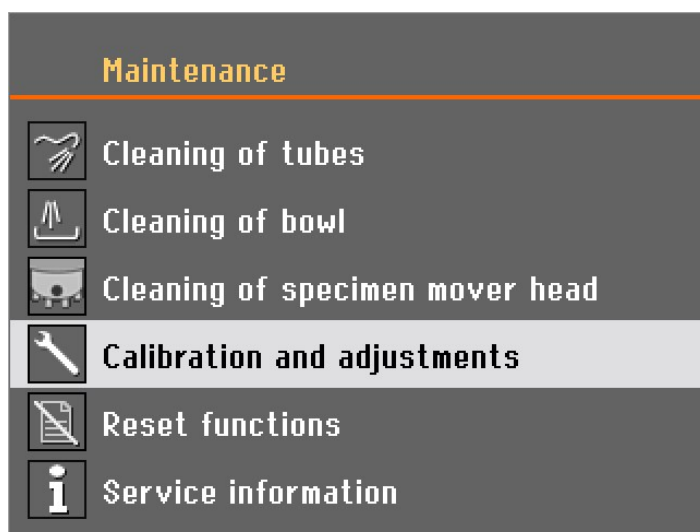 Maintenance
Cleaning of tubes
Cleaning of bowl
Cleaning of specimen mover head
Calibration and adjustments
Reset functions
Service information